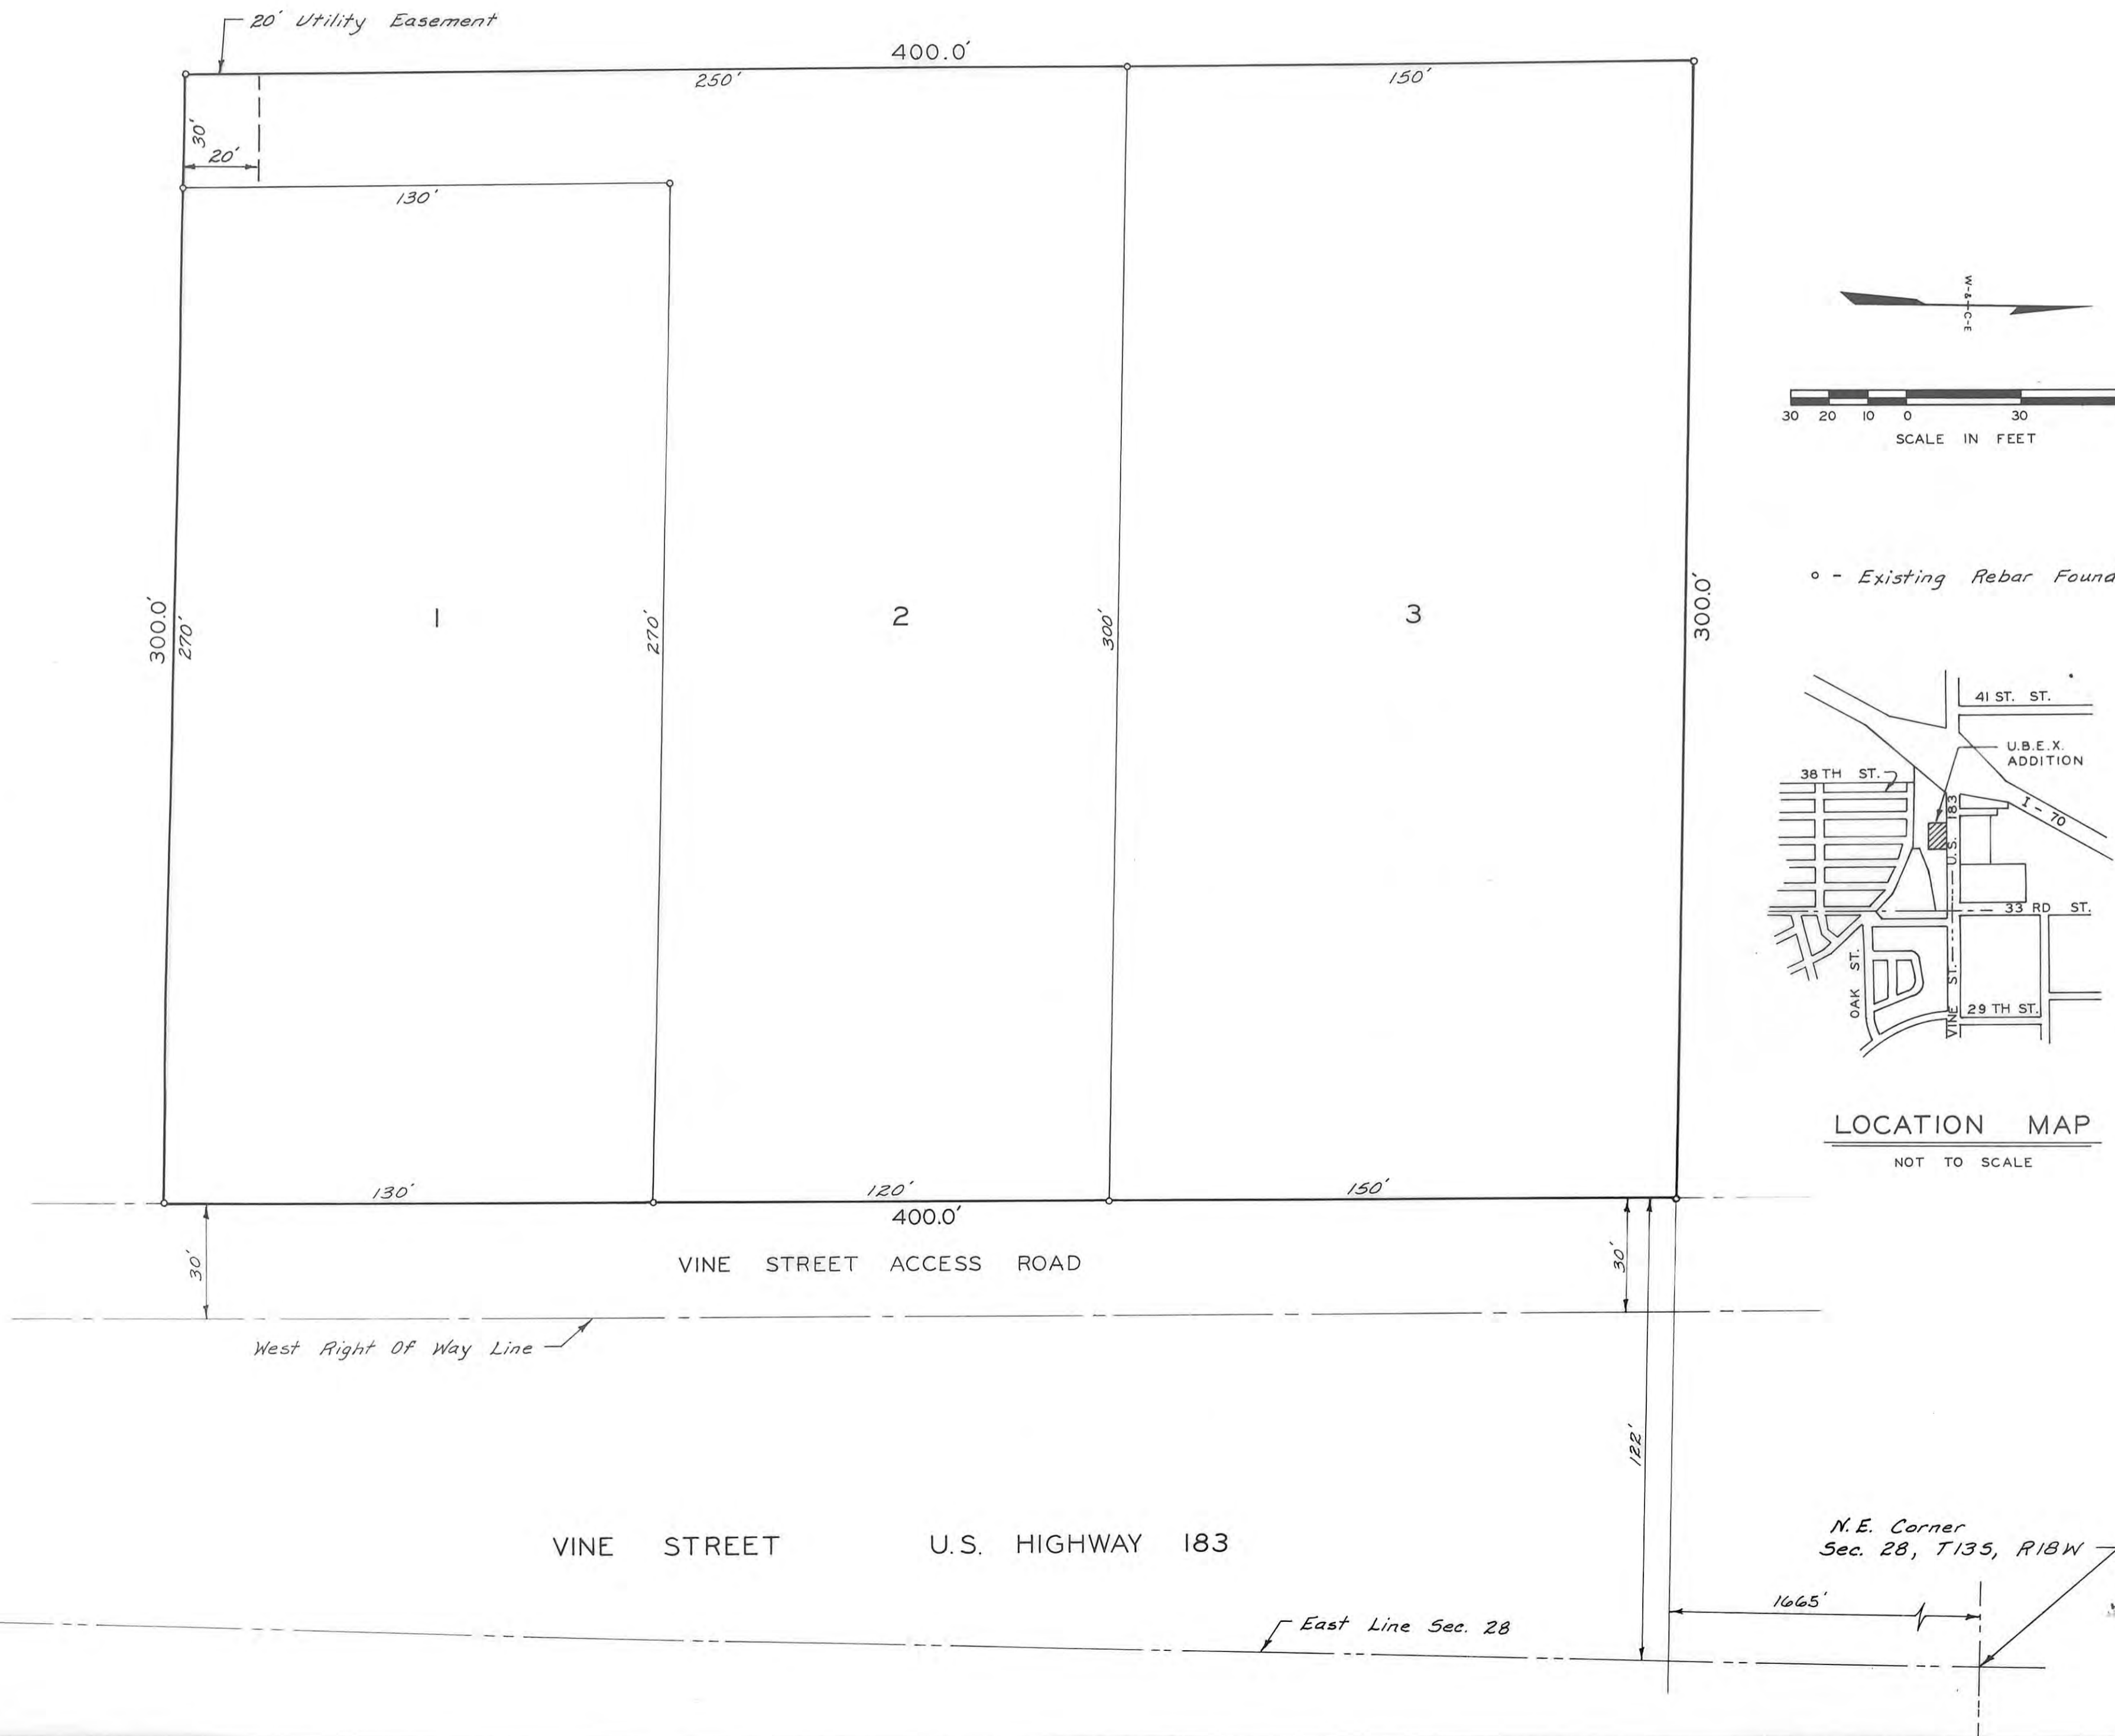 20' Utility Easement
400.0'
250'
150'
30'
20'
130'
300.0'
270'
1
270'
2
300'
3
300.0'
130'
120'
150'
400.0'
30'
VINE STREET ACCESS ROAD
30'
West Right Of Way Line
122'
VINE STREET U.S. HIGHWAY 183
East Line Sec. 28
1665'
N.E. Corner
Sec. 28, T13S, R18W
W-&-C-E
30 20 10 0 30
SCALE IN FEET
o - Existing Rebar Found
41 ST. ST.
U.B.E.X.
ADDITION
38 TH ST.
I - 70
U.S. 183
33 RD ST.
OAK ST.
VINE ST.
29 TH ST.
LOCATION MAP
NOT TO SCALE